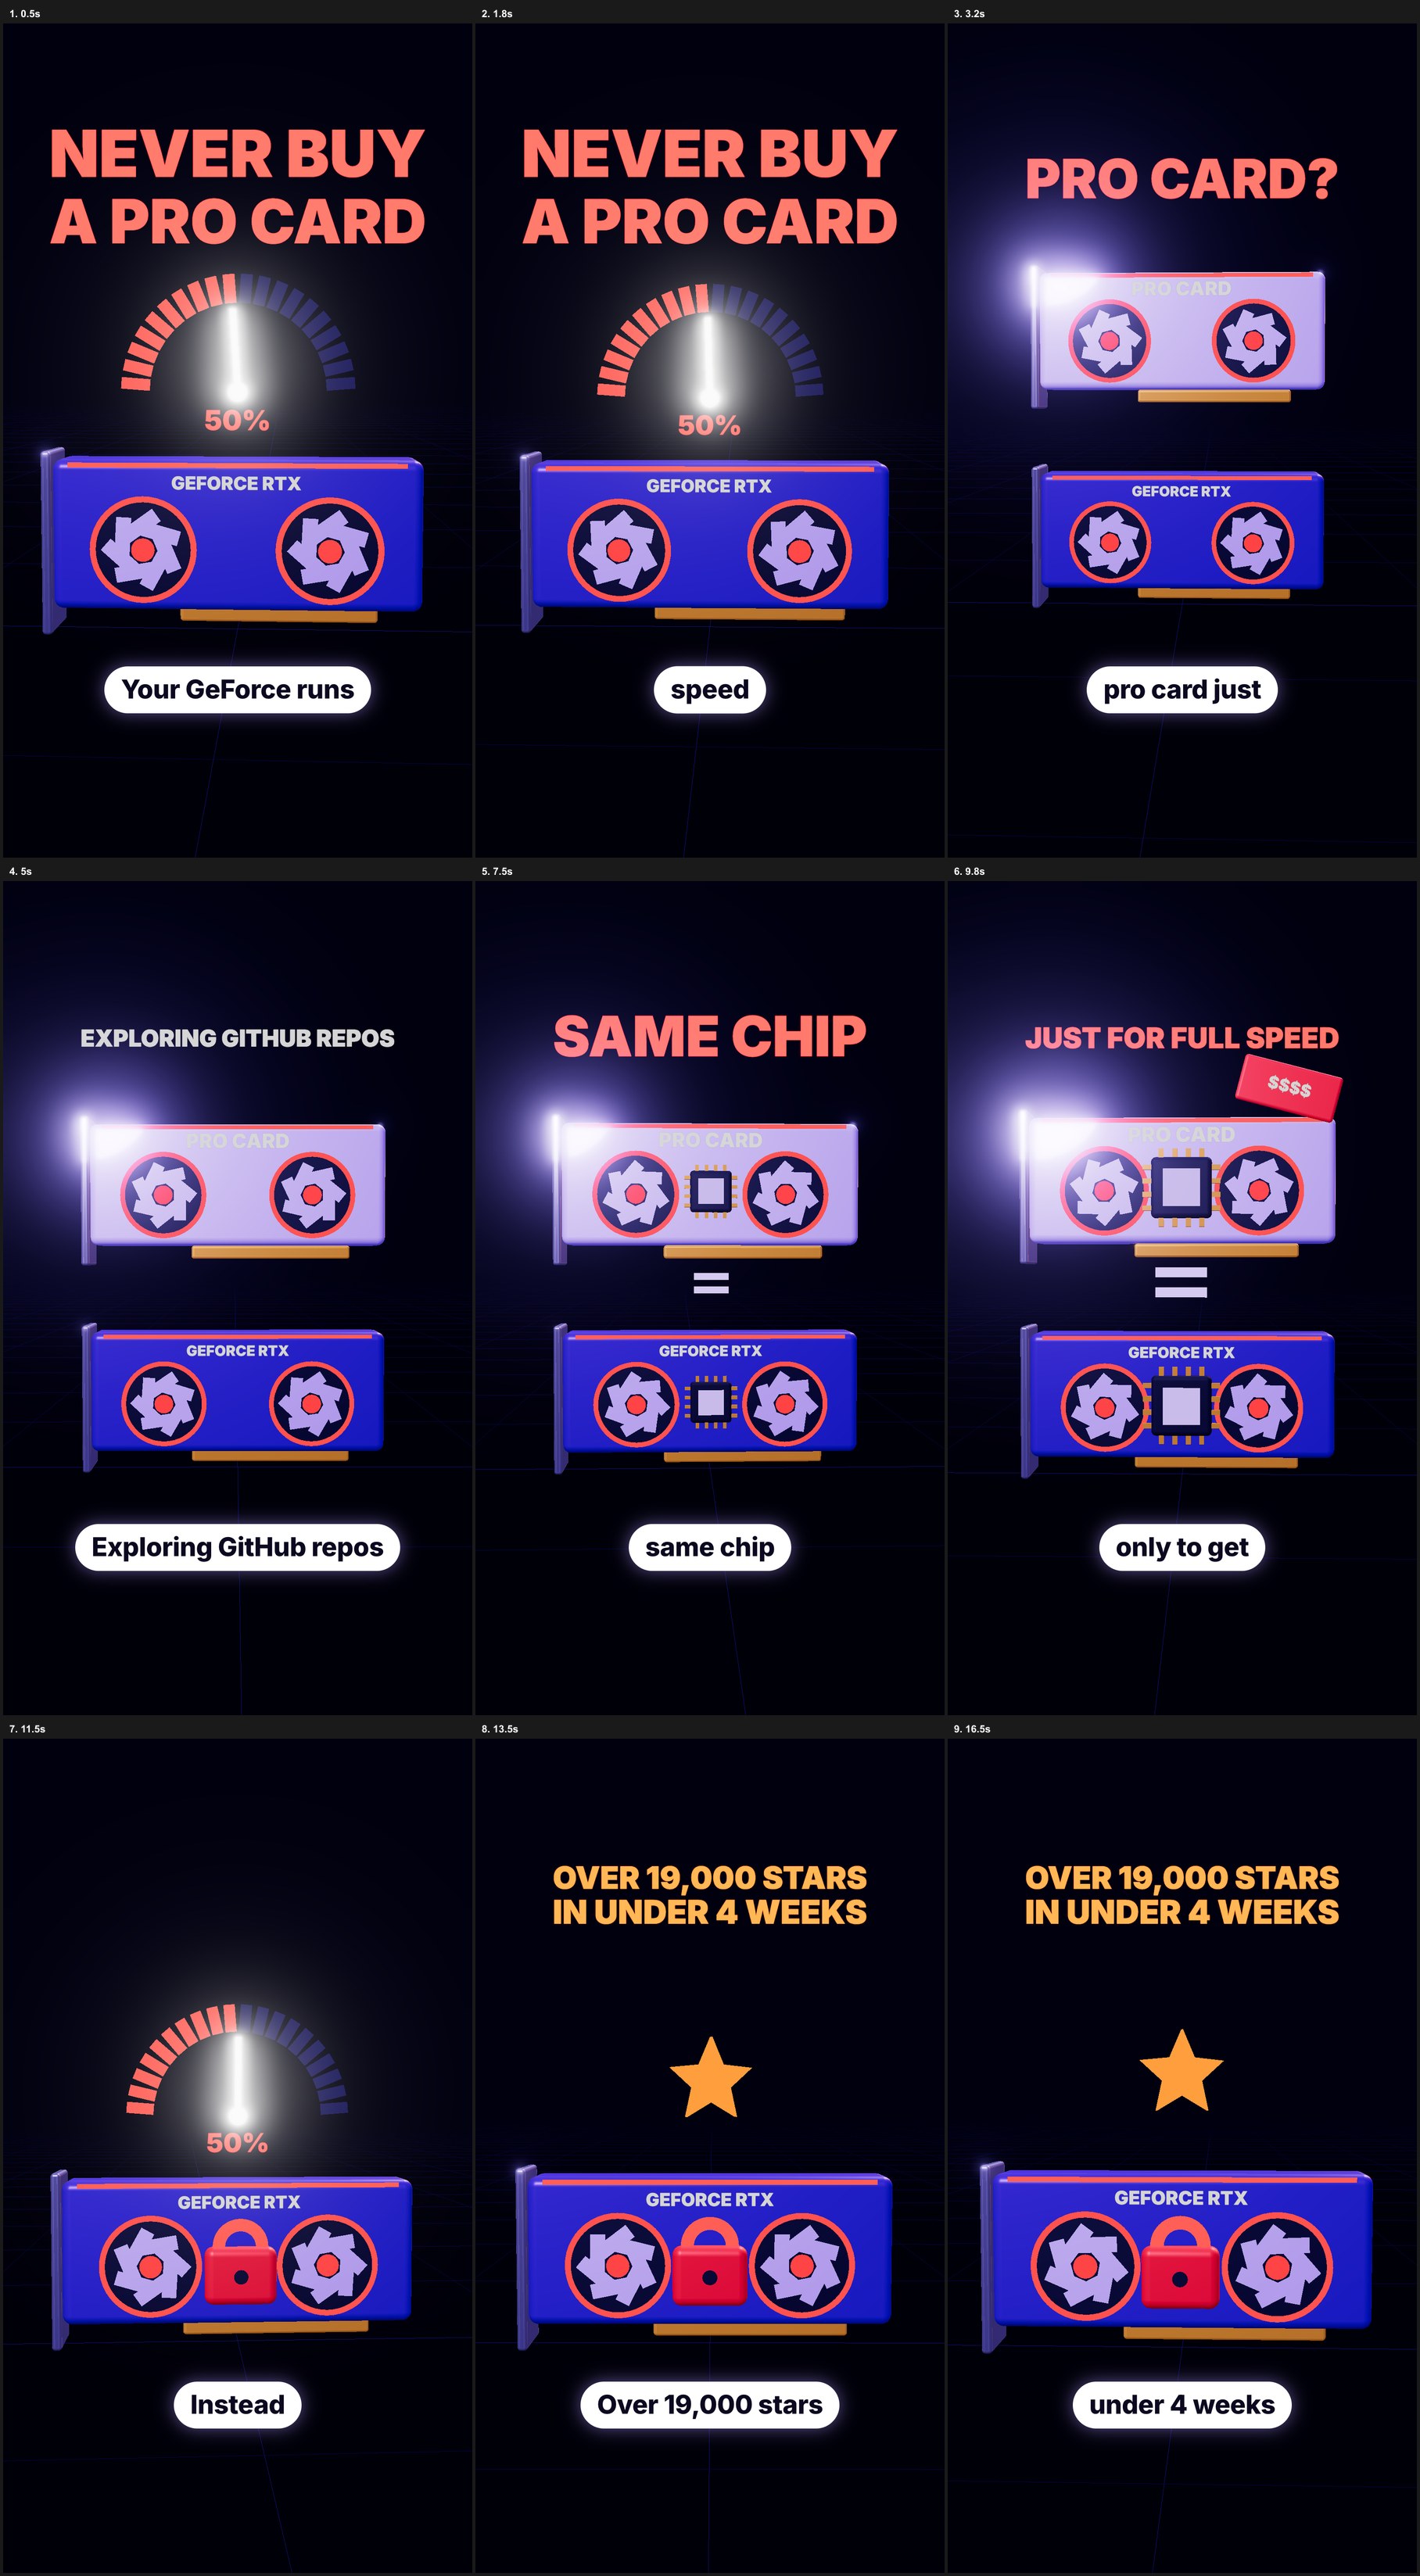 1. 0.5s
NEVER BUY
A PRO CARD
50%
GEFORCE RTX
Your GeForce runs
2. 1.8s
NEVER BUY
A PRO CARD
50%
GEFORCE RTX
speed
3. 3.2s
PRO CARD?
PRO CARD
GEFORCE RTX
pro card just
4. 5s
EXPLORING GITHUB REPOS
PRO CARD
GEFORCE RTX
Exploring GitHub repos
5. 7.5s
SAME CHIP
PRO CARD
GEFORCE RTX
same chip
6. 9.8s
JUST FOR FULL SPEED
$$$$
PRO CARD
GEFORCE RTX
only to get
7. 11.5s
50%
GEFORCE RTX
Instead
8. 13.5s
OVER 19,000 STARS
IN UNDER 4 WEEKS
GEFORCE RTX
Over 19,000 stars
9. 16.5s
OVER 19,000 STARS
IN UNDER 4 WEEKS
GEFORCE RTX
under 4 weeks